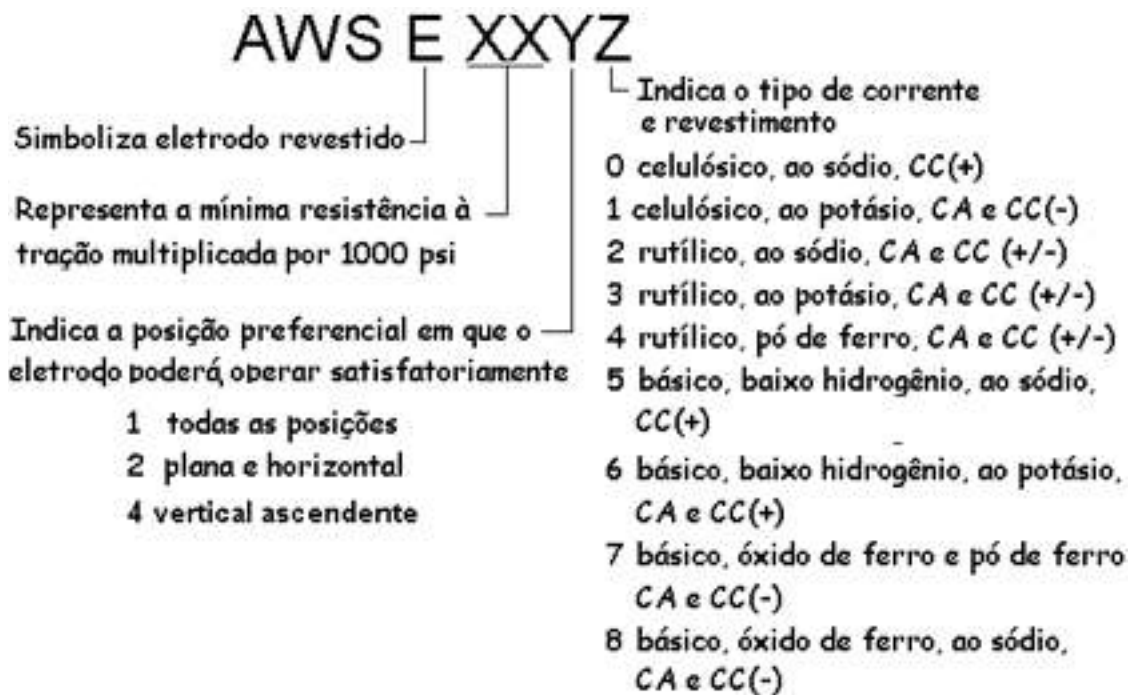 AWS E XXYZ
Simboliza eletrodo revestido
Representa a mínima resistência à
tração multiplicada por 1000 psi
Indica a posição preferencial em que o
eletrodo poderá operar satisfatoriamente
1 todas as posições
2 plana e horizontal
4 vertical ascendente
Indica o tipo de corrente
e revestimento
0 celulósico, ao sódio, CC(+)
1 celulósico, ao potásio, CA e CC(-)
2 rutílico, ao sódio, CA e CC (+/-)
3 rutílico, ao potásio, CA e CC (+/-)
4 rutílico, pó de ferro, CA e CC (+/-)
5 básico, baixo hidrogênio, ao sódio,
CC(+)
6 básico, baixo hidrogênio, ao potásio,
CA e CC(+)
7 básico, óxido de ferro e pó de ferro
CA e CC(-)
8 básico, óxido de ferro, ao sódio,
CA e CC(-)